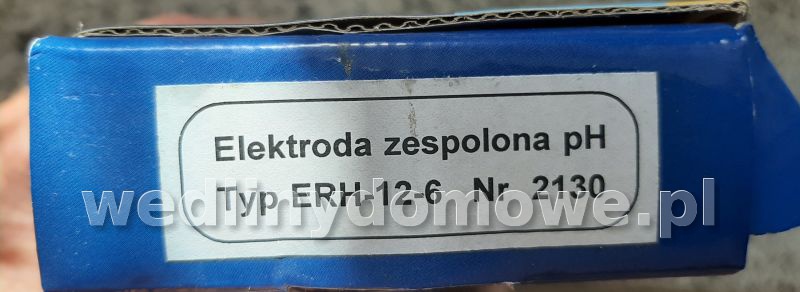 Elektroda zespolona pH
Typ ERH-12-6 Nr 2130
wedlinydomowe.pl